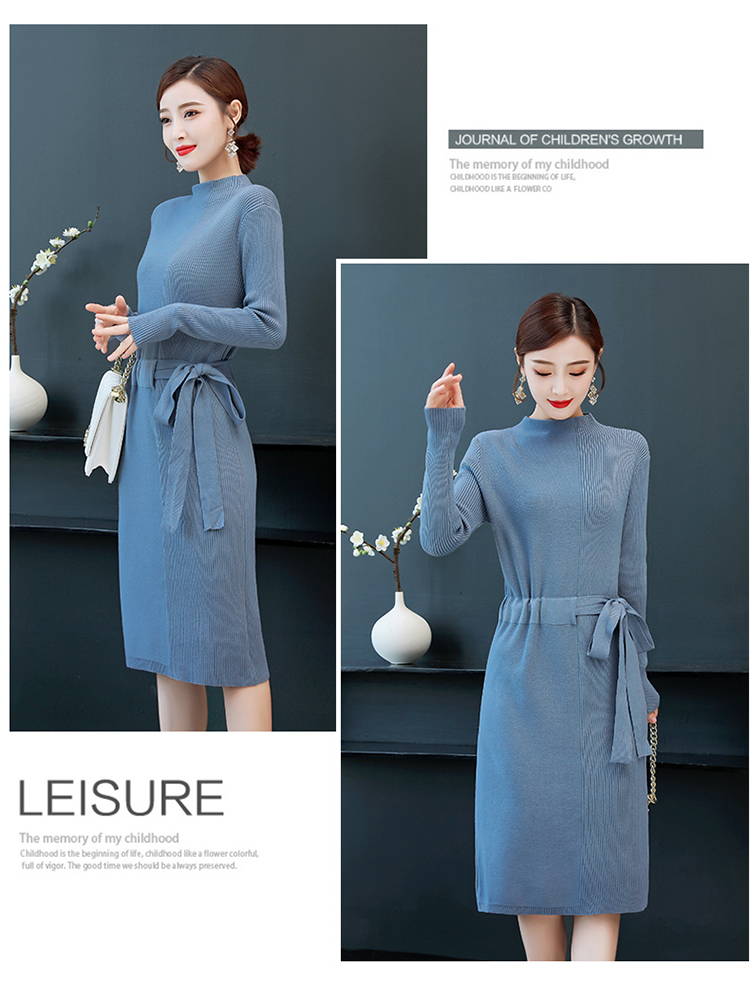 JOURNAL OF CHILDREN'S GROWTH
The memory of my childhood
CHILDHOOD IS THE BEGINNING OF LIFE,
CHILDHOOD LIKE A FLOWER CO
LEISURE
The memory of my childhood
Childhood is the beginning of life, childhood like a flower colorful,
full of vigor. The good time we should be always preserved.